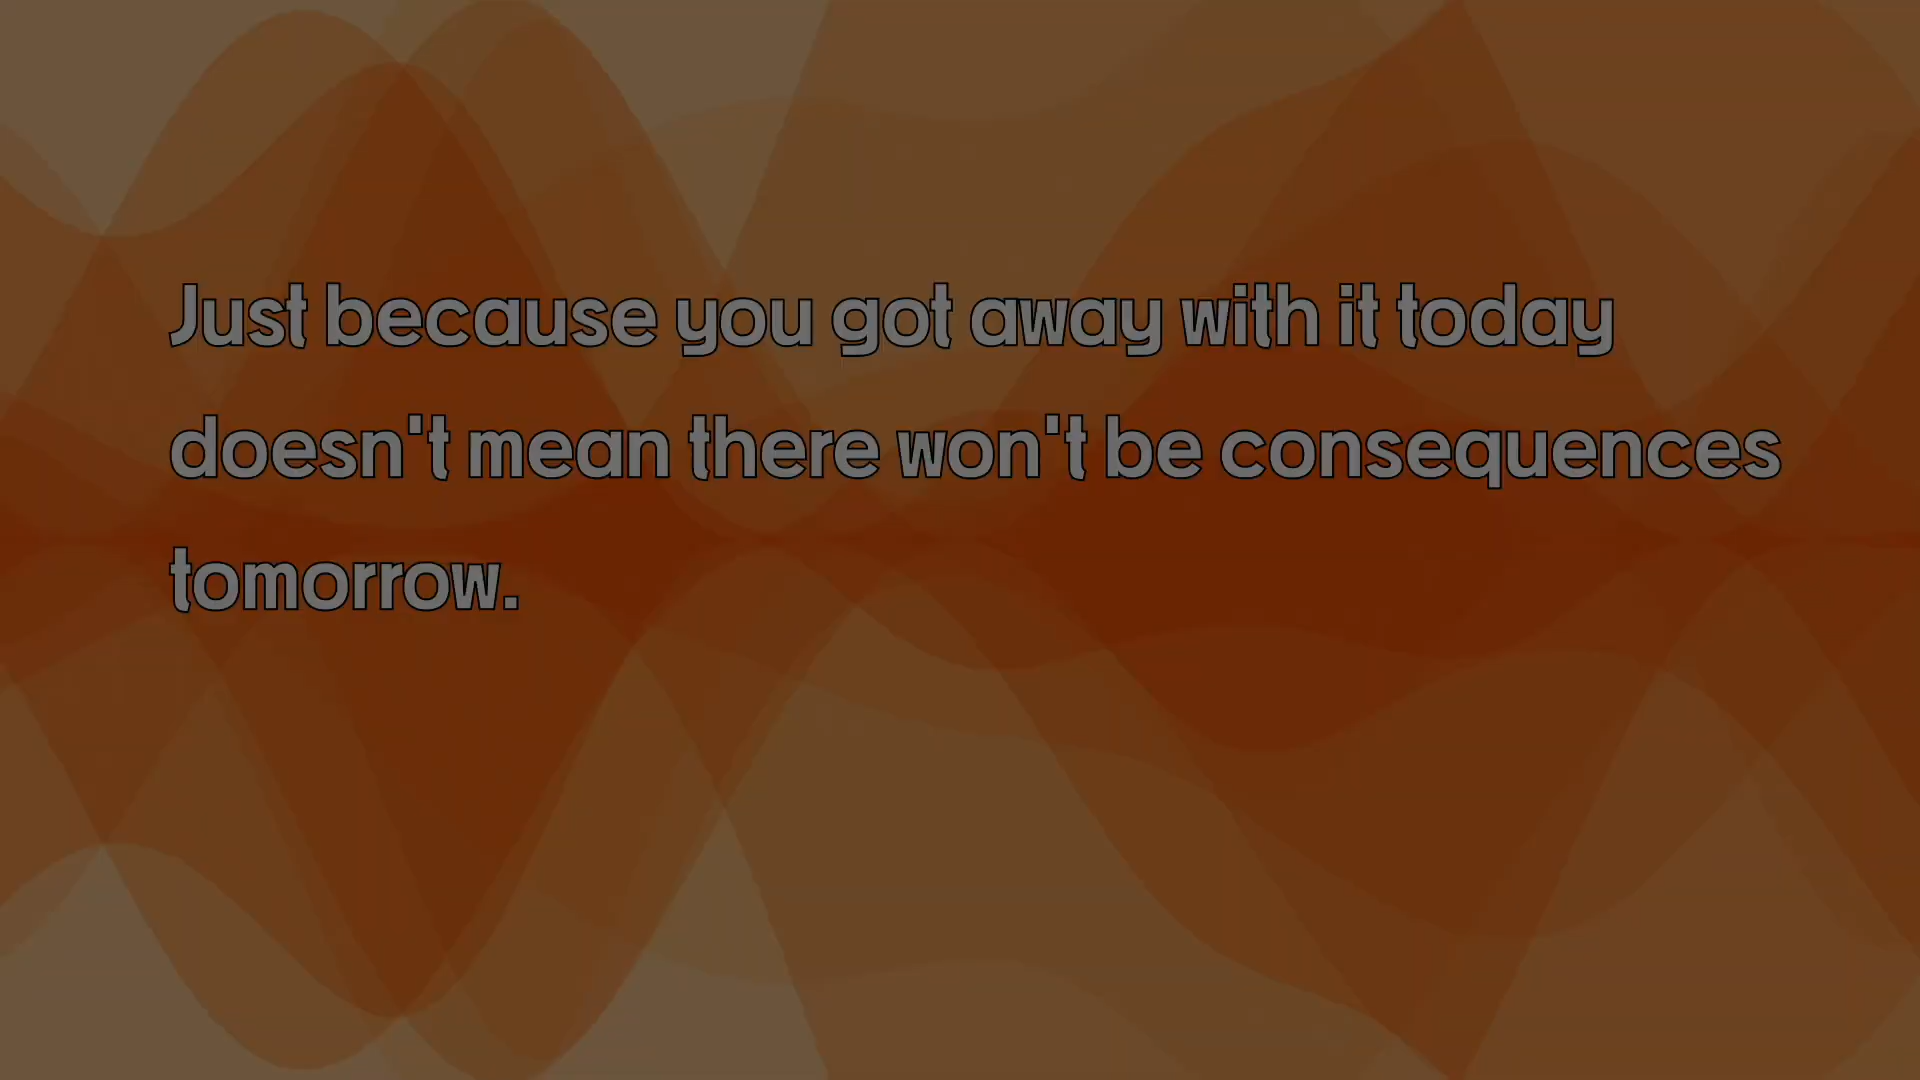 Just because you got away with it today
doesn't mean there won't be consequences
tomorrow.